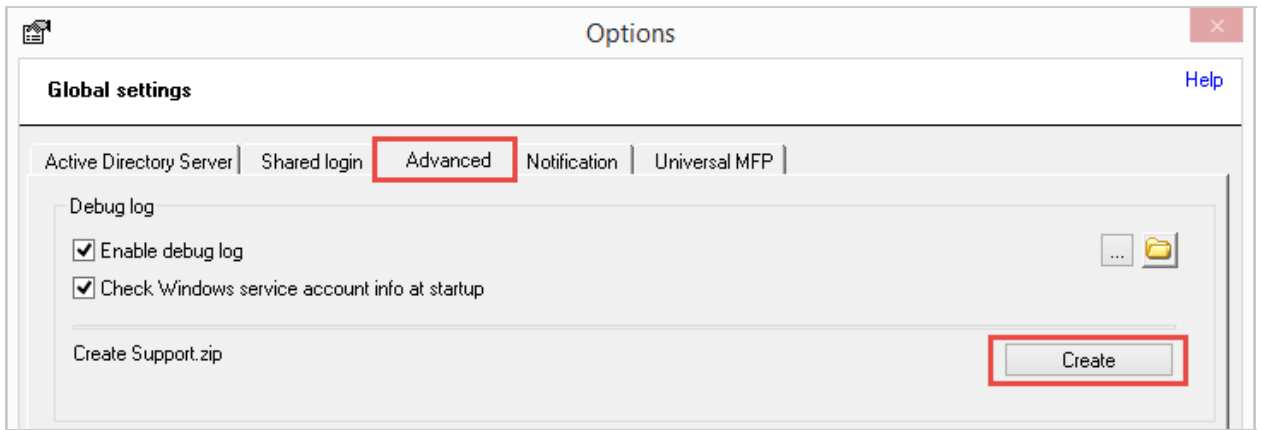 Options
Global settings
Help
Active Directory Server Shared login Advanced Notification Universal MFP
Debug log
Enable debug log
...
Check Windows service account info at startup
Create Support.zip
Create